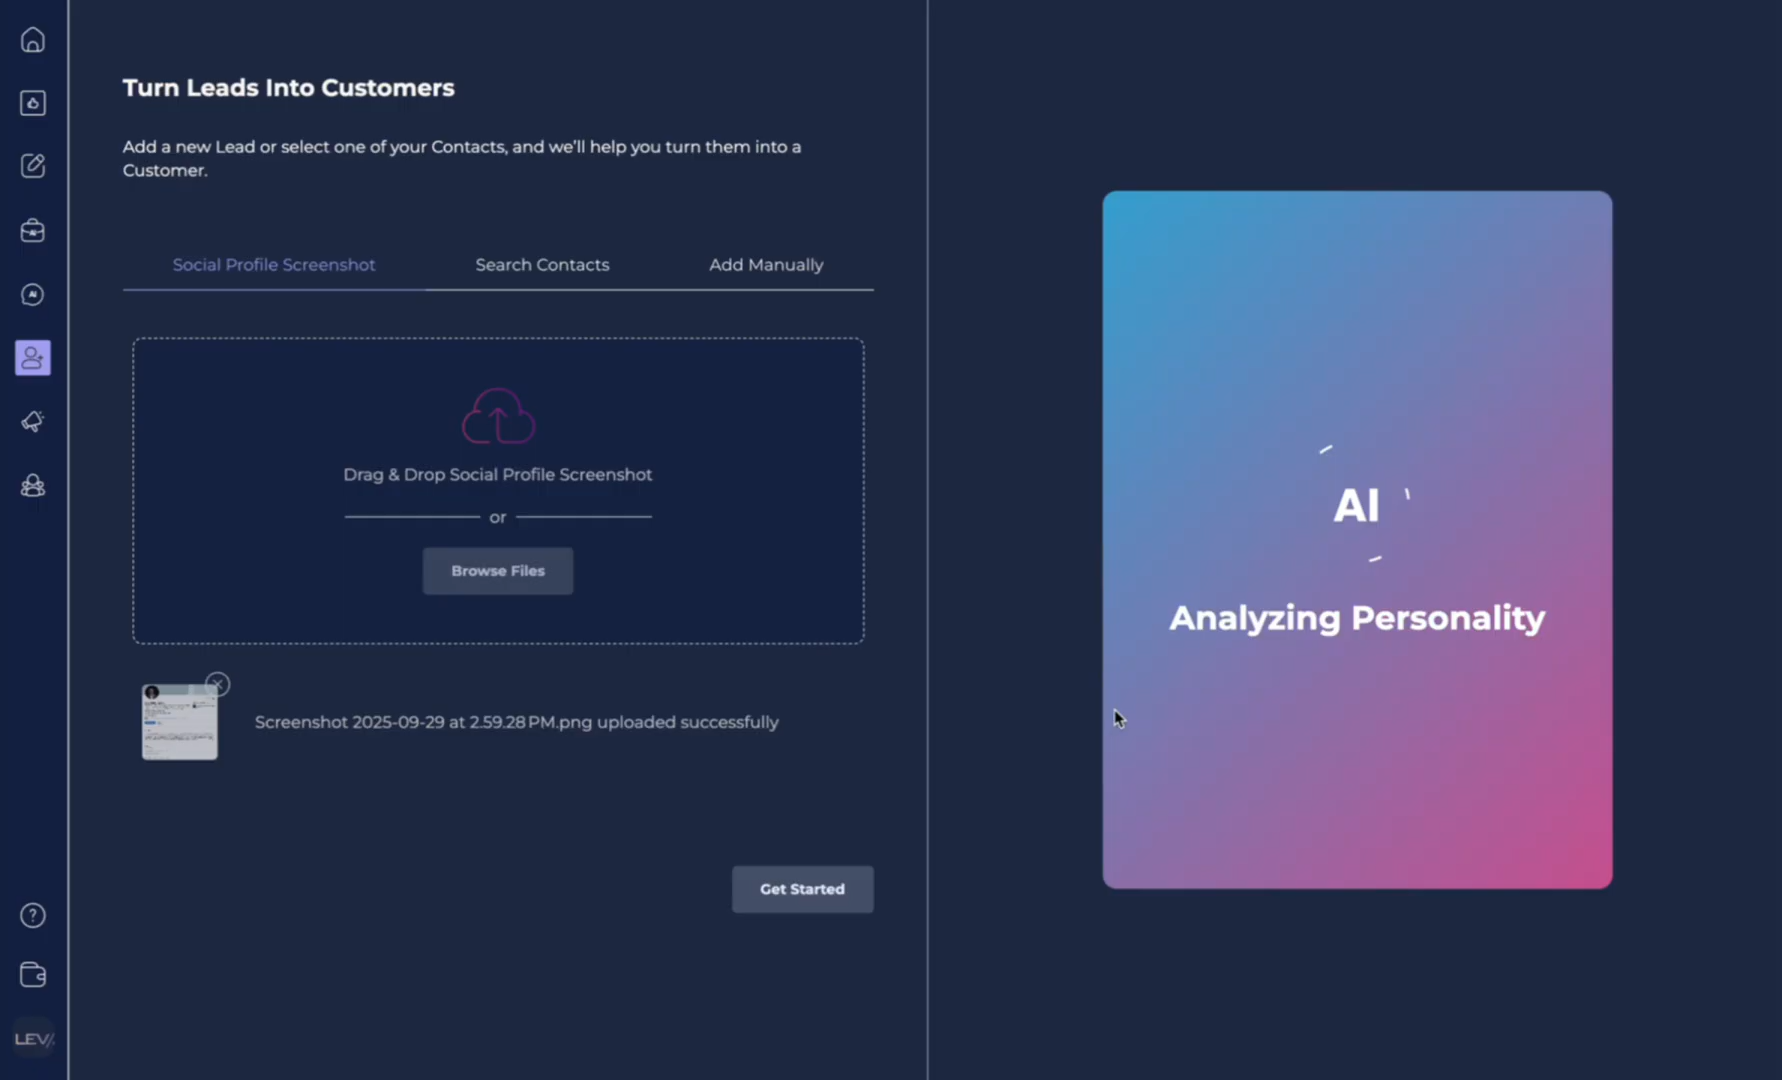 Turn Leads Into Customers
Add a new Lead or select one of your Contacts, and we'll help you turn them into a
Customer.
Social Profile Screenshot
Search Contacts
Add Manually
Drag & Drop Social Profile Screenshot
or
Browse Files
Screenshot 2025-09-29 at 2.59.28 PM.png uploaded successfully
Get Started
AI
Analyzing Personality
AI
AI
?